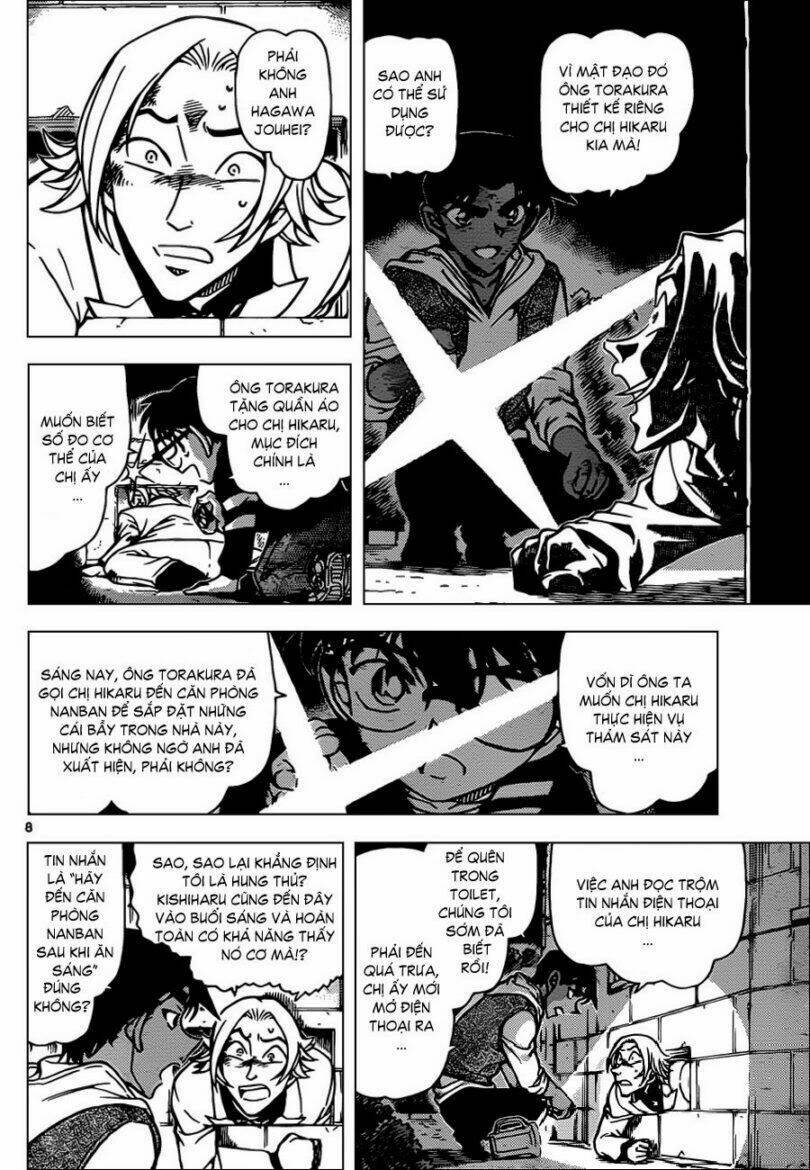 VÌ MẬT ĐẠO ĐÓ
ÔNG TORAKURA
THIẾT KẾ RIÊNG
CHO CHỊ HIKARU
KIA MÀ!
SAO ANH
CÓ THỂ SỬ
DỤNG
ĐƯỢC?
PHẢI
KHÔNG
ANH
HAGAWA
JOUHEI?
ÔNG TORAKURA
TẶNG QUẦN ÁO
CHO CHỊ HIKARU,
MỤC ĐÍCH
CHÍNH LÀ
...
MUỐN BIẾT
SỐ ĐO CƠ
THỂ CỦA
CHỊ ẤY
...
VỐN DĨ ÔNG TA
MUỐN CHỊ HIKARU
THỰC HIỆN VỤ
THẢM SÁT NÀY
...
SÁNG NAY, ÔNG TORAKURA ĐÃ
GỌI CHỊ HIKARU ĐẾN CĂN PHÒNG
NANBAN ĐỂ SẮP ĐẶT NHỮNG
CÁI BẪY TRONG NHÀ NÀY,
NHƯNG KHÔNG NGỜ ANH ĐÃ
XUẤT HIỆN, PHẢI KHÔNG?
8
VIỆC ANH ĐỌC TRỘM
TIN NHẮN ĐIỆN THOẠI
CỦA CHỊ HIKARU
...
ĐỂ QUÊN
TRONG
TOILET,
CHÚNG TÔI
SỚM ĐÃ
BIẾT
RỒI!
PHẢI ĐẾN
QUÁ TRƯA,
CHỊ ẤY MỚI
MỞ ĐIỆN
THOẠI RA
...
SAO, SAO LẠI KHẲNG ĐỊNH
TÔI LÀ HUNG THỦ?
KISHIHARU CŨNG ĐẾN ĐÂY
VÀO BUỔI SÁNG VÀ HOÀN
TOÀN CÓ KHẢ NĂNG THẤY
NÓ CƠ MÀ!?
TIN NHẮN
LÀ "HÃY
ĐẾN CĂN
PHÒNG
NANBAN
SAU KHI ĂN
SÁNG"
ĐÚNG
KHÔNG?